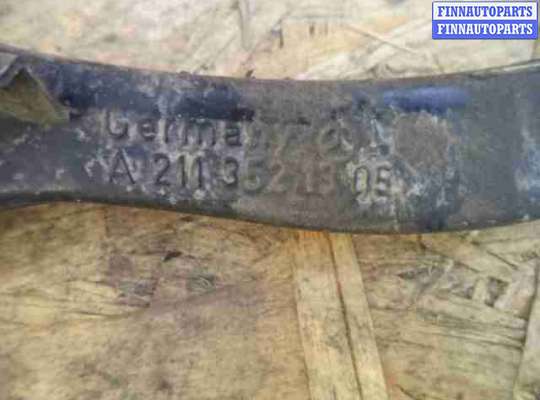 FINNAUTOPARTS
FINNAUTOPARTS
Germany
A 211 352 13 05